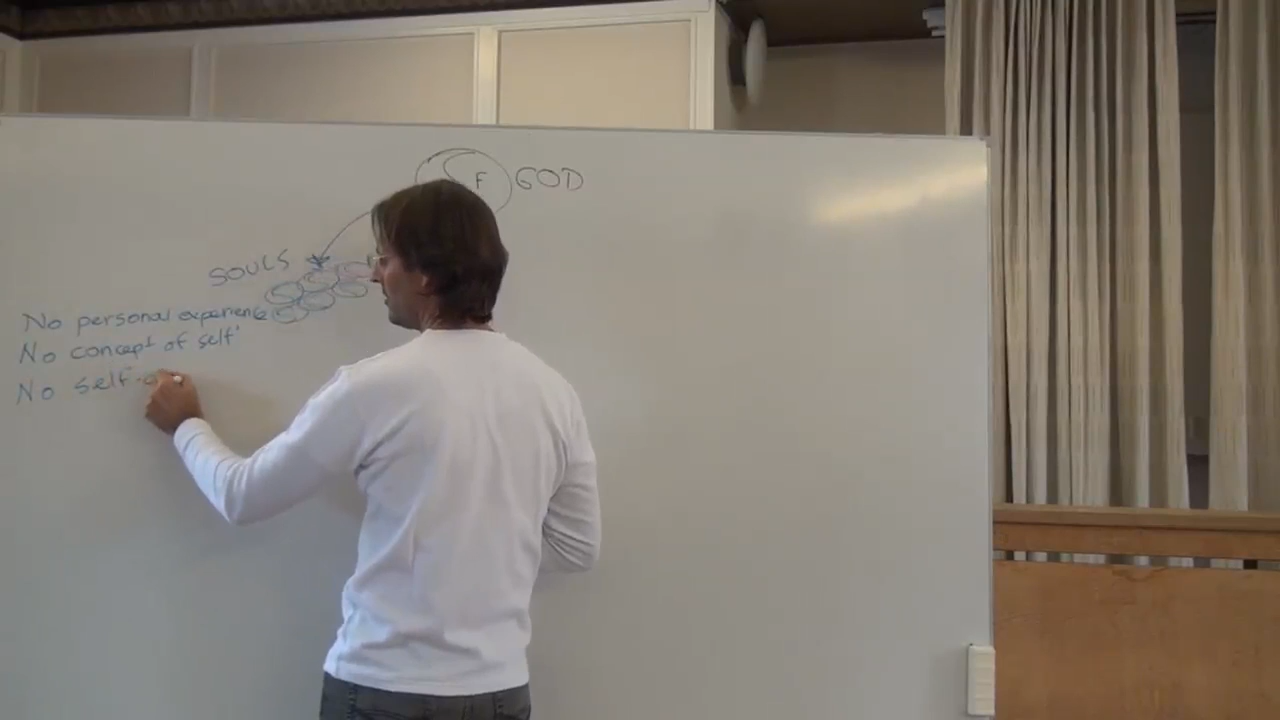 F GOD
SOULS
No personal experience
No concept of 'self'
No self-